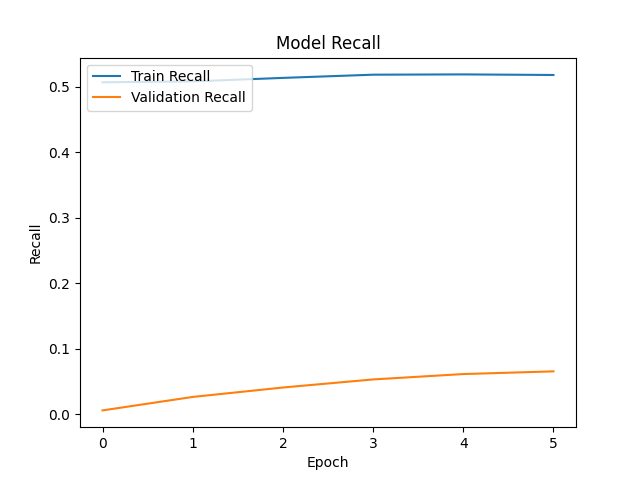 Model Recall
Train Recall
Validation Recall
0.5
0.4
0.3
0.2
0.1
0.0
Recall
0 1 2 3 4 5
Epoch